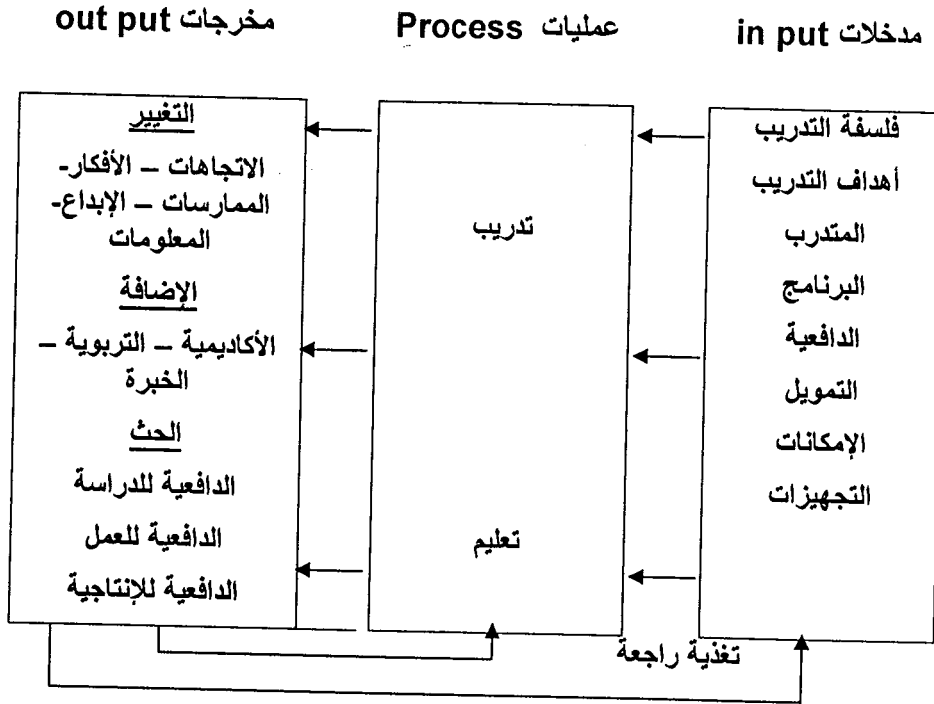 مدخلات in put
عمليات Process
مخرجات out put
فلسفة التدريب
أهداف التدريب
المتدرب
البرنامج
الدافعية
التمويل
الإمكانات
التجهيزات
تدريب
تعليم
التغيير
الاتجاهات – الأفكار-
الممارسات – الإبداع-
المعلومات
الإضافة
الأكاديمية – التربوية –
الخبرة
الحث
الدافعية للدراسة
الدافعية للعمل
الدافعية للإنتاجية
تغذية راجعة